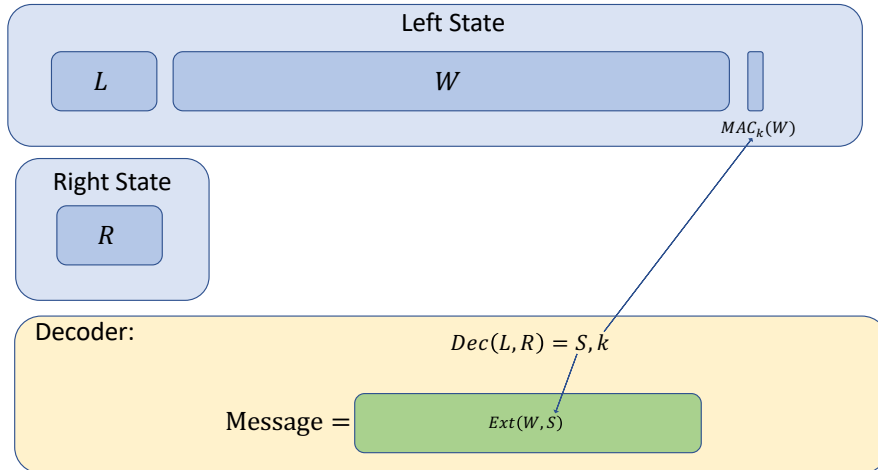 Left State
L
W
MAC_k(W)
Right State
R
Decoder:
Dec(L, R) = S, k
Message =
Ext(W, S)